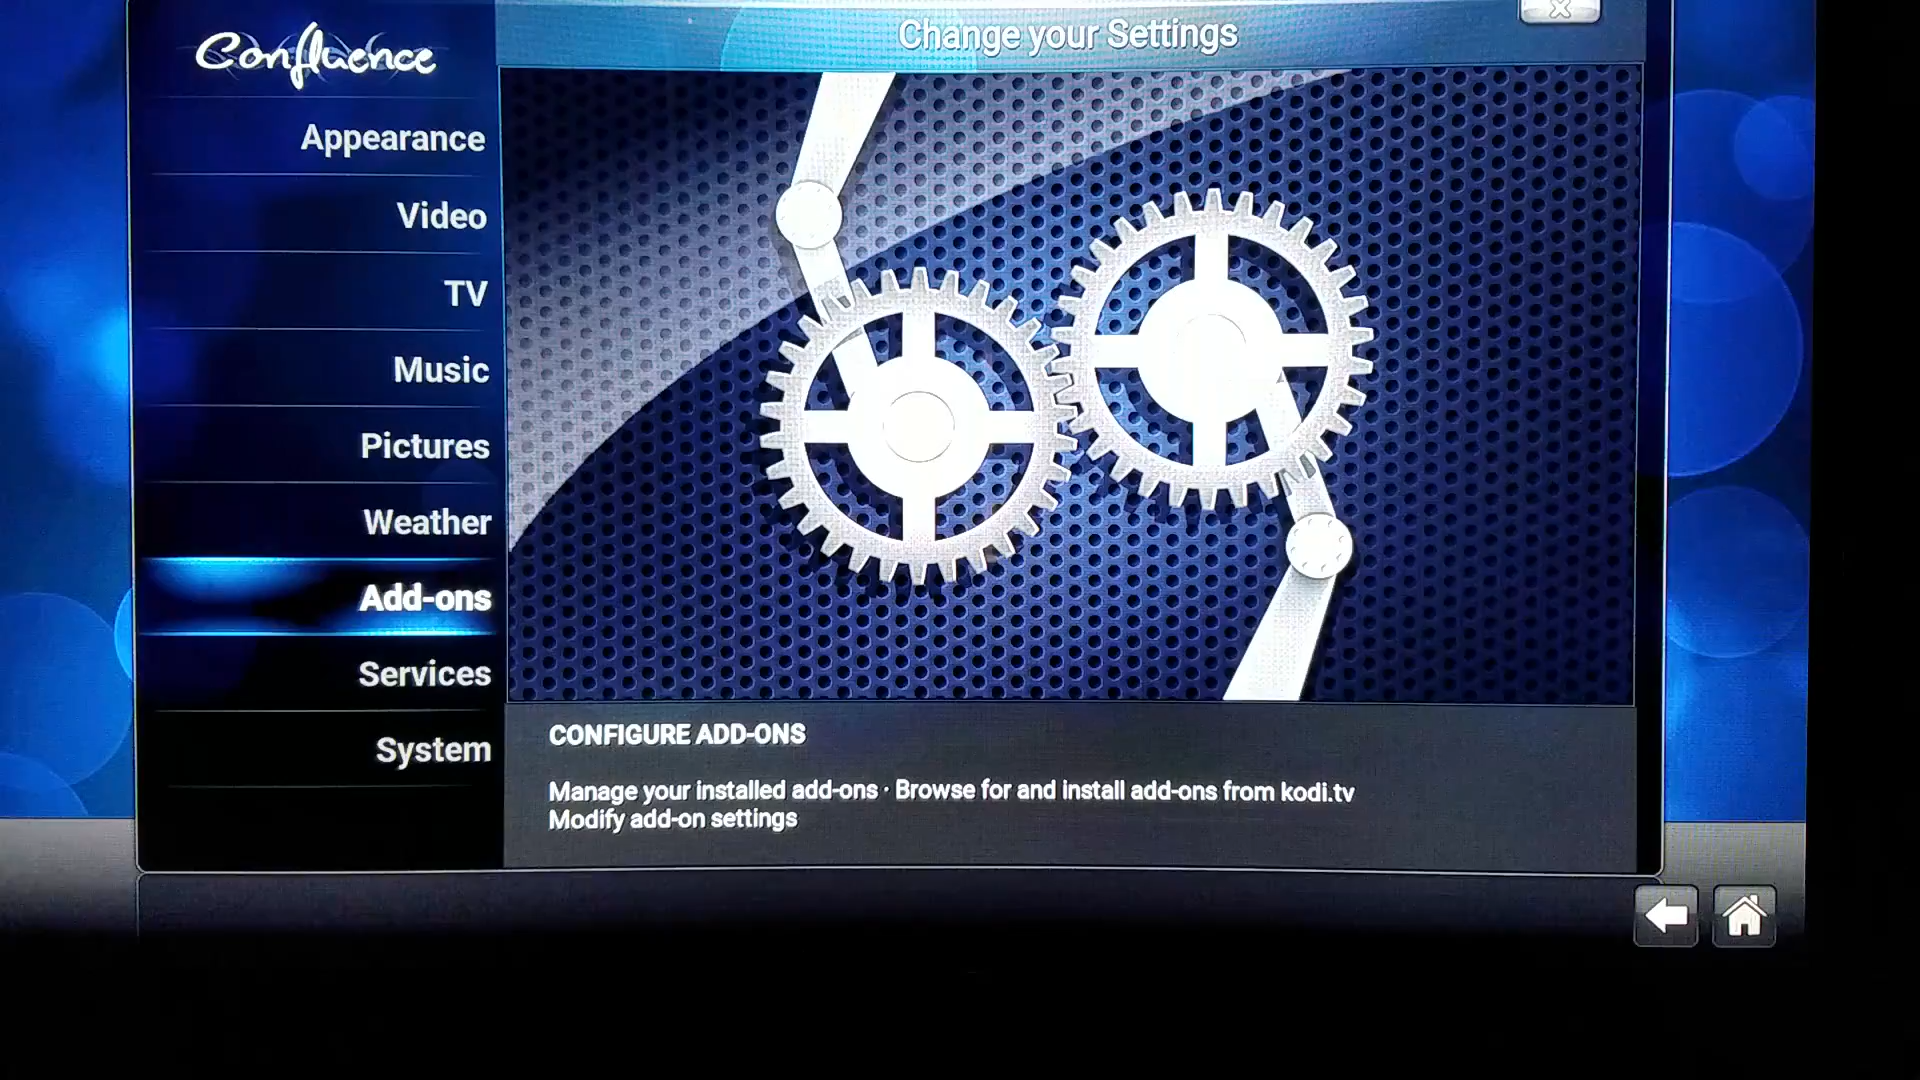 Confluence
Change your Settings
Appearance
Video
TV
Music
Pictures
Weather
Add-ons
Services
System
CONFIGURE ADD-ONS
Manage your installed add-ons · Browse for and install add-ons from kodi.tv
Modify add-on settings